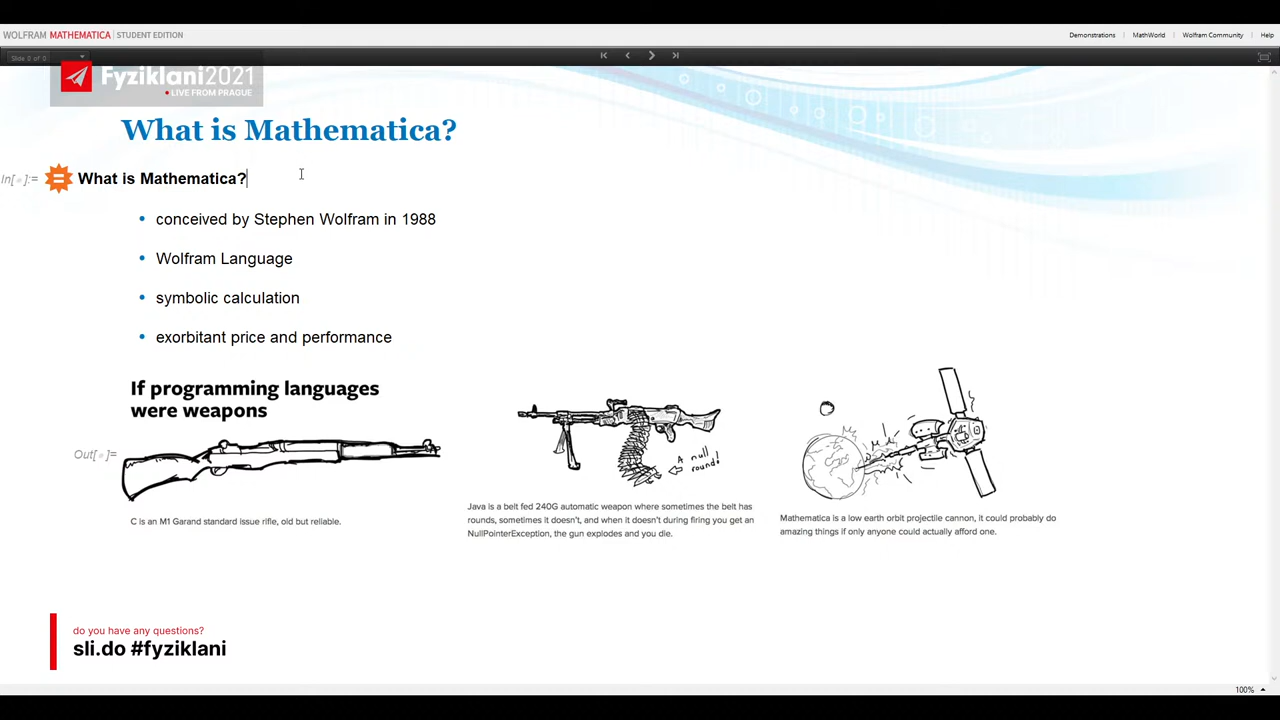 WOLFRAM MATHEMATICA | STUDENT EDITION
Demonstrations | MathWorld | Wolfram Community | Help
Slide 0 of 0
Fyziklani2021
• LIVE FROM PRAGUE
What is Mathematica?
In[ ]:= = What is Mathematica?
• conceived by Stephen Wolfram in 1988
• Wolfram Language
• symbolic calculation
• exorbitant price and performance
If programming languages
were weapons
Out[ ]=
A null
round!
C is an M1 Garand standard issue rifle, old but reliable.
Java is a belt fed 240G automatic weapon where sometimes the belt has
rounds, sometimes it doesn't, and when it doesn't during firing you get an
NullPointerException, the gun explodes and you die.
Mathematica is a low earth orbit projectile cannon, it could probably do
amazing things if only anyone could actually afford one.
do you have any questions?
sli.do #fyziklani
100%